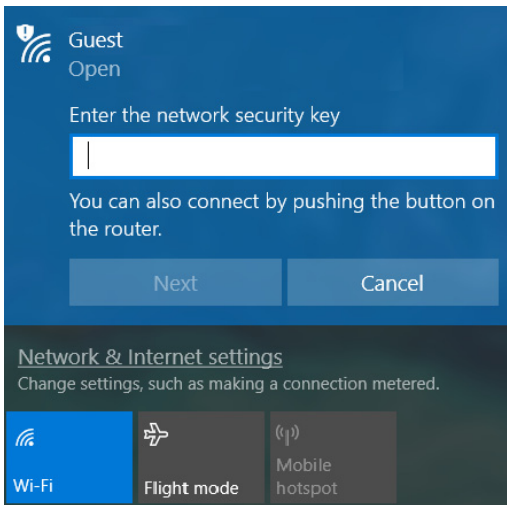 Guest
Open
Enter the network security key
You can also connect by pushing the button on
the router.
Next Cancel
Network & Internet settings
Change settings, such as making a connection metered.
Wi-Fi
Flight mode
Mobile
hotspot